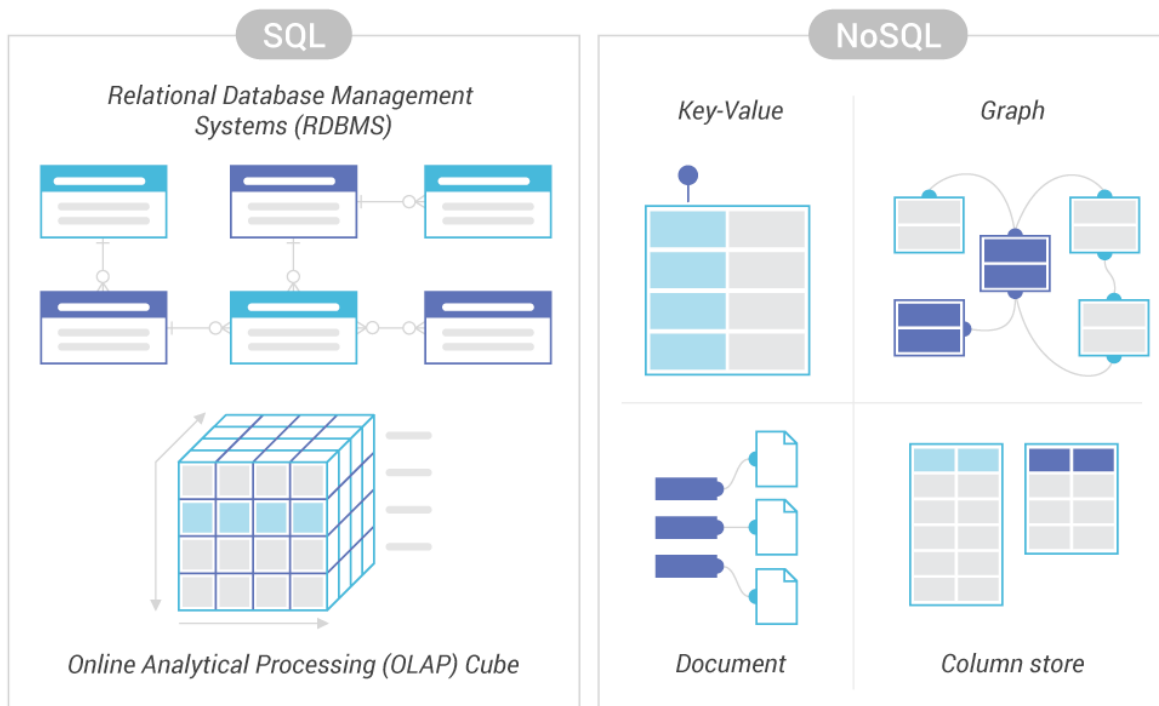 SQL
Relational Database Management
Systems (RDBMS)
Online Analytical Processing (OLAP) Cube
NoSQL
Key-Value
Graph
Document
Column store